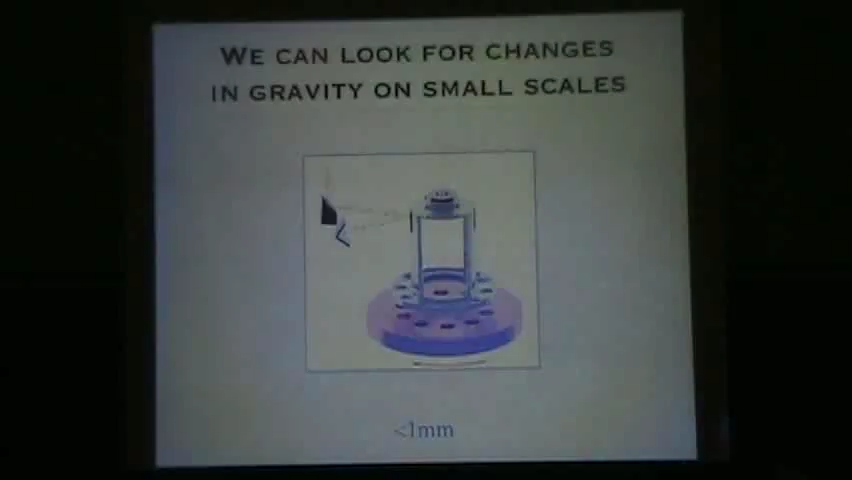 WE CAN LOOK FOR CHANGES
IN GRAVITY ON SMALL SCALES
<1mm